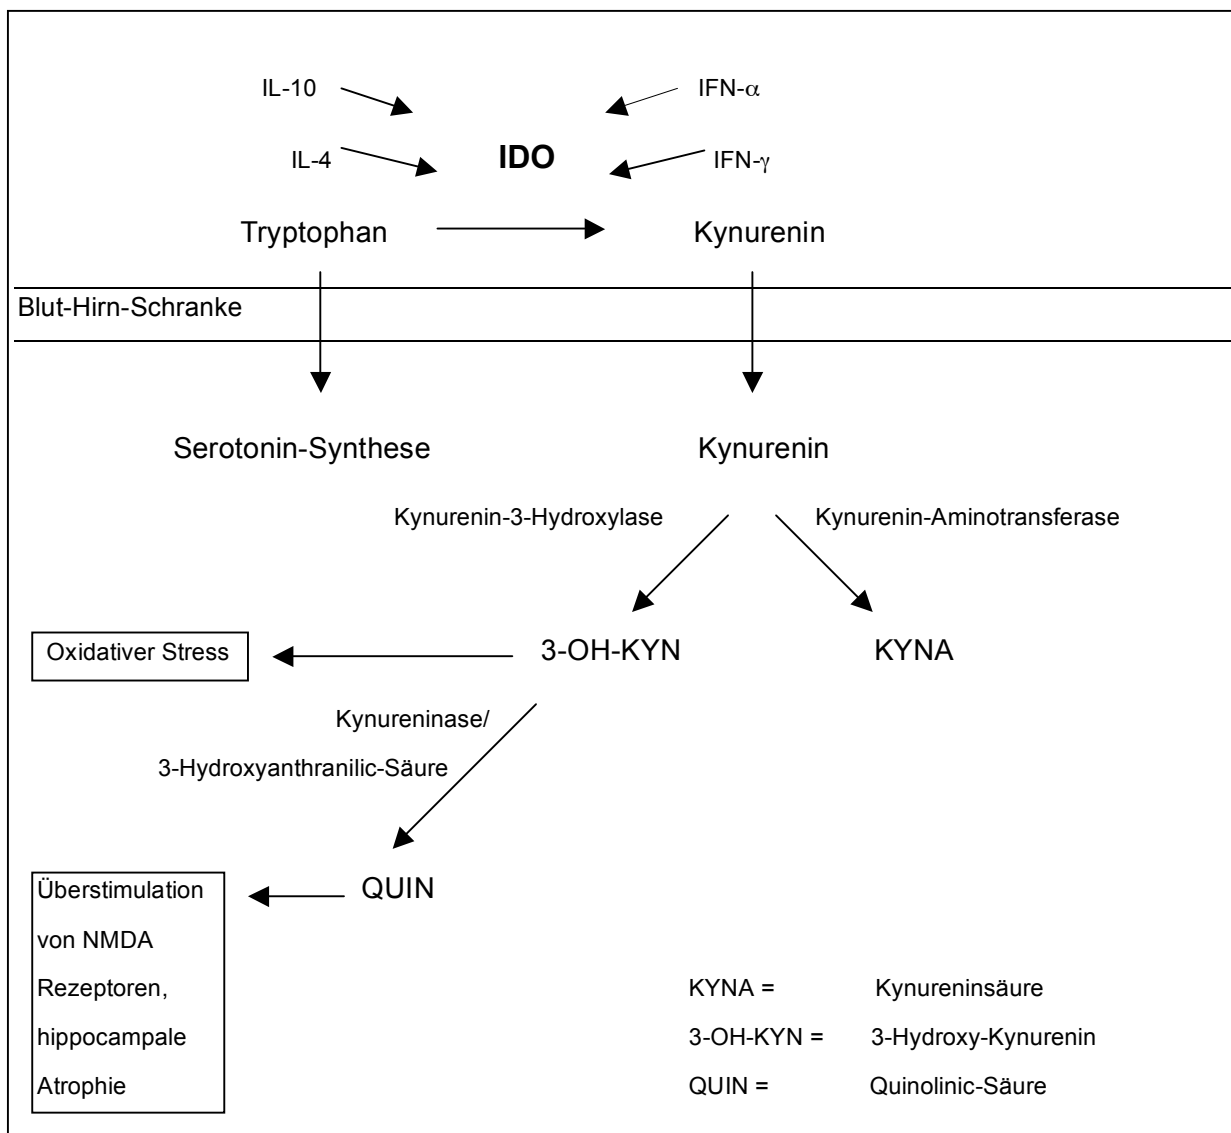 IL-10
IFN-α
IL-4
IDO
IFN-γ
Tryptophan
Kynurenin
Blut-Hirn-Schranke
Serotonin-Synthese
Kynurenin
Kynurenin-3-Hydroxylase
Kynurenin-Aminotransferase
Oxidativer Stress
3-OH-KYN
KYNA
Kynureninase/
3-Hydroxyanthranilic-Säure
QUIN
Überstimulation
von NMDA
Rezeptoren,
hippocampale
Atrophie
KYNA = Kynureninsäure
3-OH-KYN = 3-Hydroxy-Kynurenin
QUIN = Quinolinic-Säure